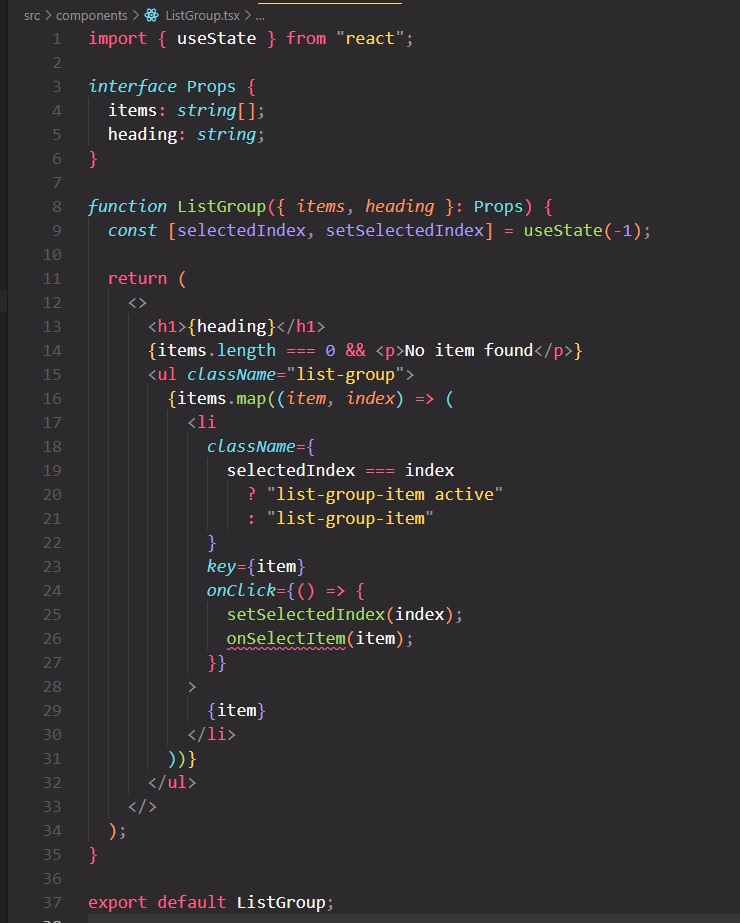 src > components > ListGroup.tsx > ...
1 import { useState } from "react";
2
3 interface Props {
4   items: string[];
5   heading: string;
6 }
7
8 function ListGroup({ items, heading }: Props) {
9   const [selectedIndex, setSelectedIndex] = useState(-1);
10
11   return (
12     <>
13       <h1>{heading}</h1>
14       {items.length === 0 && <p>No item found</p>}
15       <ul className="list-group">
16         {items.map((item, index) => (
17           <li
18             className={
19               selectedIndex === index
20                 ? "list-group-item active"
21                 : "list-group-item"
22             }
23             key={item}
24             onClick={() => {
25               setSelectedIndex(index);
26               onSelectItem(item);
27             }}
28           >
29             {item}
30           </li>
31         ))}
32       </ul>
33     </>
34   );
35 }
36
37 export default ListGroup;
38